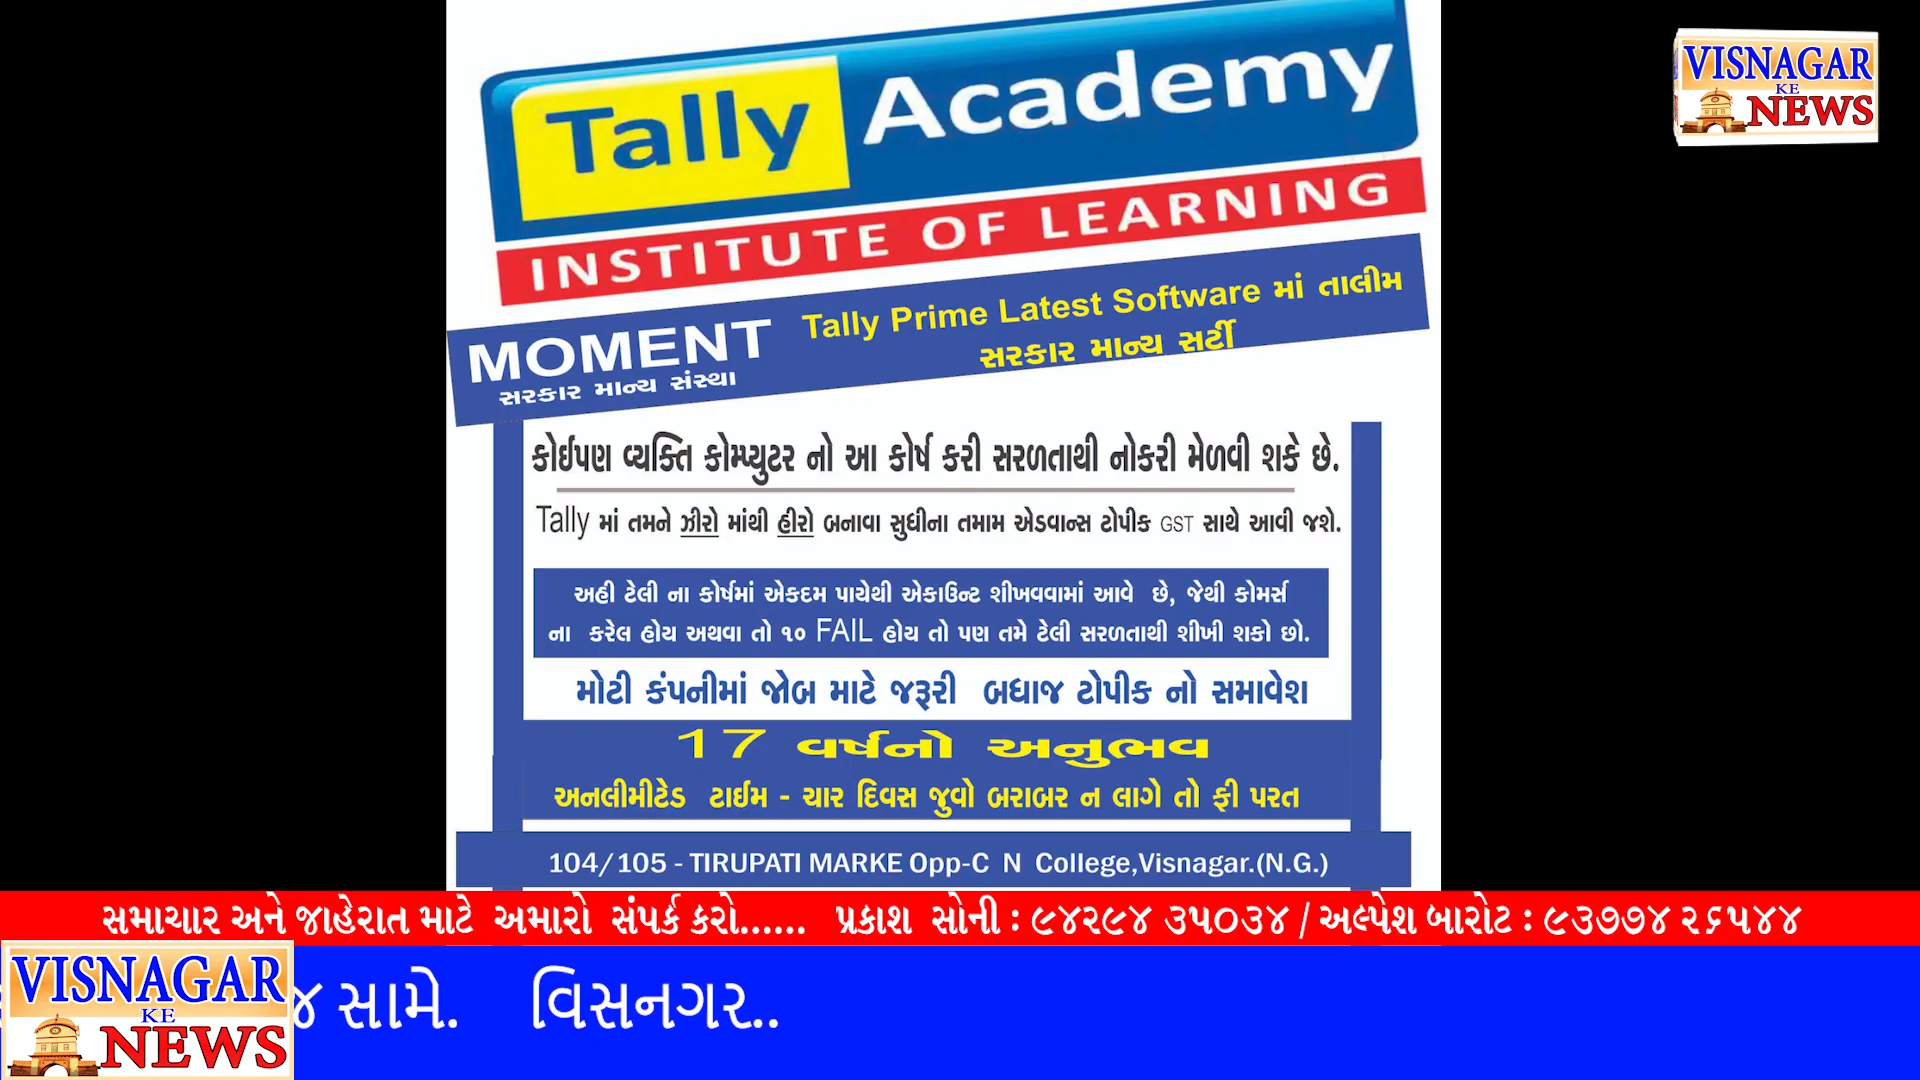 Tally Academy
INSTITUTE OF LEARNING
VISNAGAR
KE
NEWS
MOMENT
સરકાર માન્ય સંસ્થા
Tally Prime Latest Software માં તાલીમ
સરકાર માન્ય સર્ટી
કોઈપણ વ્યક્તિ કોમ્પ્યુટર નો આ કોર્ષ કરી સરળતાથી નોકરી મેળવી શકે છે.
Tally માં તમને ઝીરો માંથી હીરો બનાવા સુધીના તમામ એડવાન્સ ટોપીક GST સાથે આવી જશે.
અહી ટેલી ના કોર્ષમાં એકદમ પાયેથી એકાઉન્ટ શીખવવામાં આવે છે, જેથી કોમર્સ
ના કરેલ હોય અથવા તો ૧૦ FAIL હોય તો પણ તમે ટેલી સરળતાથી શીખી શકો છો.
મોટી કંપનીમાં જોબ માટે જરૂરી બધાજ ટોપીક નો સમાવેશ
17 વર્ષનો અનુભવ
અનલીમીટેડ ટાઈમ - ચાર દિવસ જુવો બરાબર ન લાગે તો ફી પરત
104/105 - TIRUPATI MARKE Opp-C N College,Visnagar.(N.G.)
સમાચાર અને જાહેરાત માટે અમારો સંપર્ક કરો...... પ્રકાશ સોની : ૯૪૨૯૪ ૩૫૦૩૪ / અલ્પેશ બારોટ : ૯૩૭૭૪ ૨૬૫૪૪
VISNAGAR
KE
NEWS
સામે. વિસનગર..